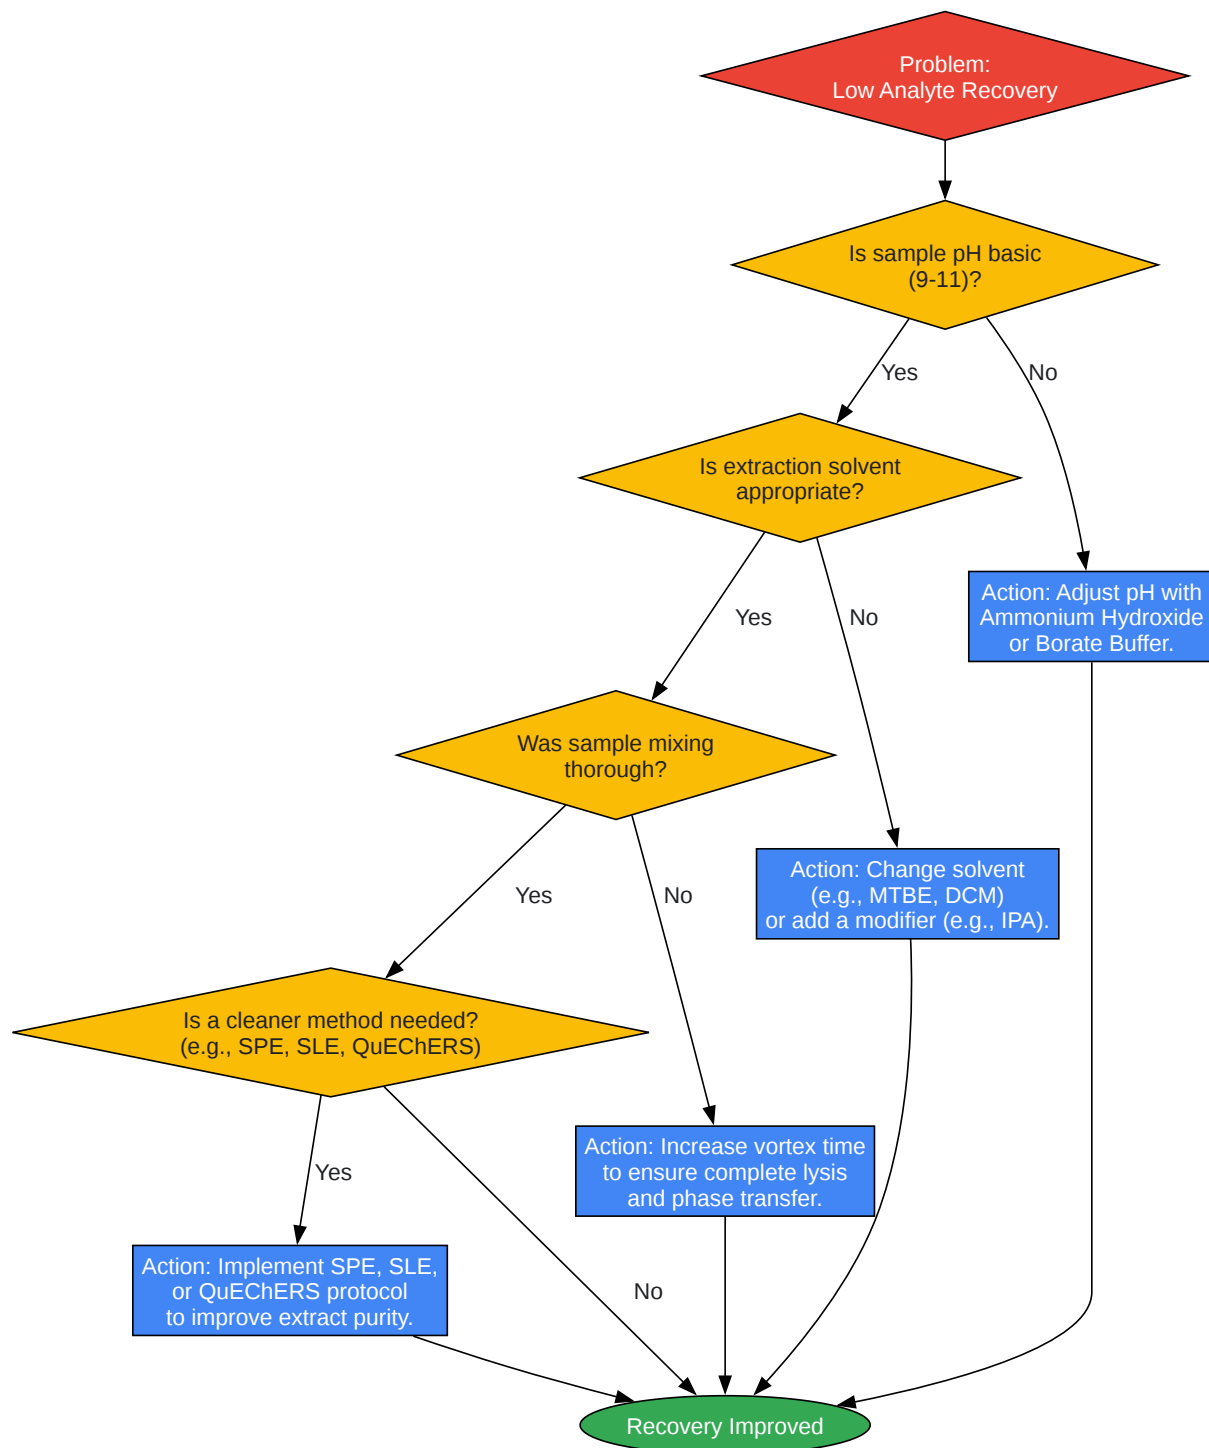 Problem:
Low Analyte Recovery
Is sample pH basic
(9-11)?
Yes
No
Is extraction solvent
appropriate?
Action: Adjust pH with
Ammonium Hydroxide
or Borate Buffer.
Yes
No
Was sample mixing
thorough?
Action: Change solvent
(e.g., MTBE, DCM)
or add a modifier (e.g., IPA).
Yes
No
Is a cleaner method needed?
(e.g., SPE, SLE, QuEChERS)
Action: Increase vortex time
to ensure complete lysis
and phase transfer.
Yes
No
Action: Implement SPE, SLE,
or QuEChERS protocol
to improve extract purity.
Recovery Improved